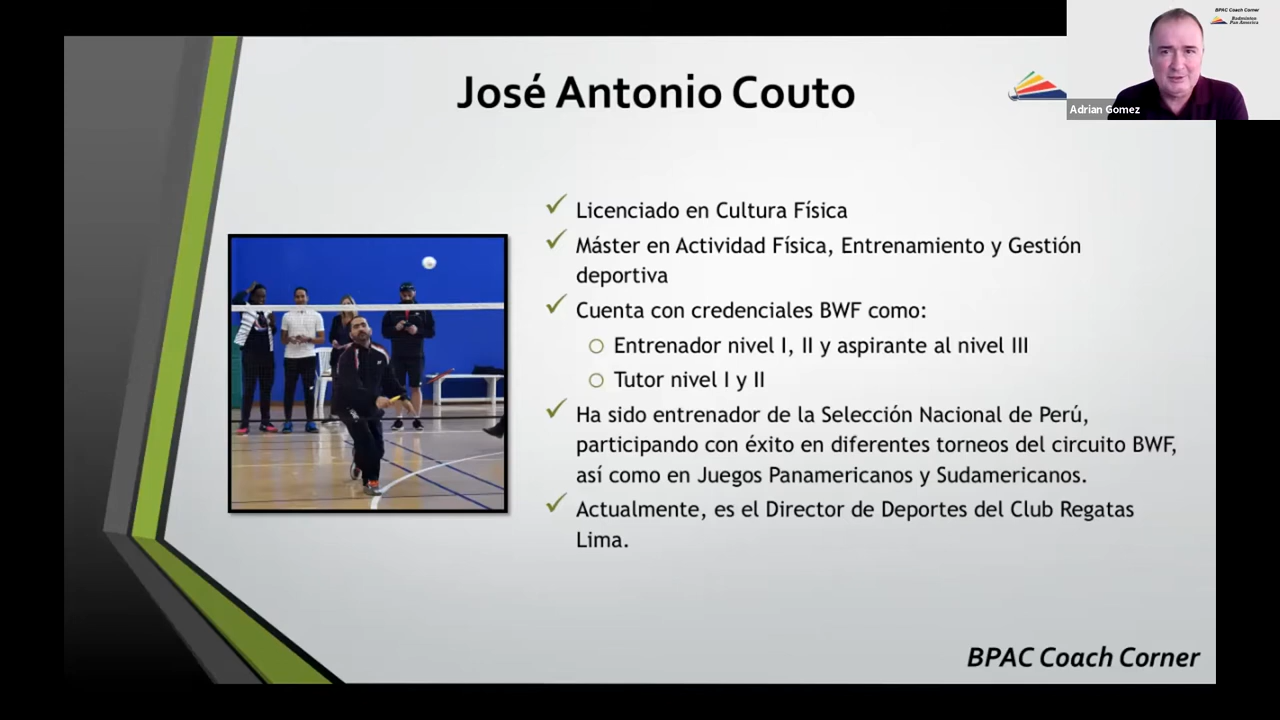 BPAC Coach Corner
Badminton
Pan America
Adrian Gomez
José Antonio Couto
Licenciado en Cultura Física
Máster en Actividad Física, Entrenamiento y Gestión
deportiva
Cuenta con credenciales BWF como:
Entrenador nivel I, II y aspirante al nivel III
Tutor nivel I y II
Ha sido entrenador de la Selección Nacional de Perú,
participando con éxito en diferentes torneos del circuito BWF,
así como en Juegos Panamericanos y Sudamericanos.
Actualmente, es el Director de Deportes del Club Regatas
Lima.
BPAC Coach Corner